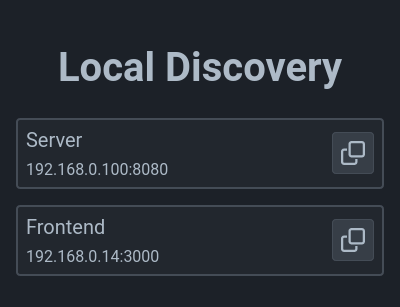 Local Discovery
Server
192.168.0.100:8080
Frontend
192.168.0.14:3000